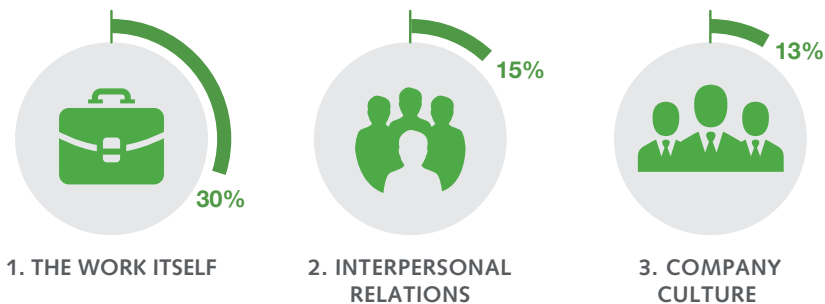 30%
15%
13%
1. THE WORK ITSELF
2. INTERPERSONAL
RELATIONS
3. COMPANY
CULTURE